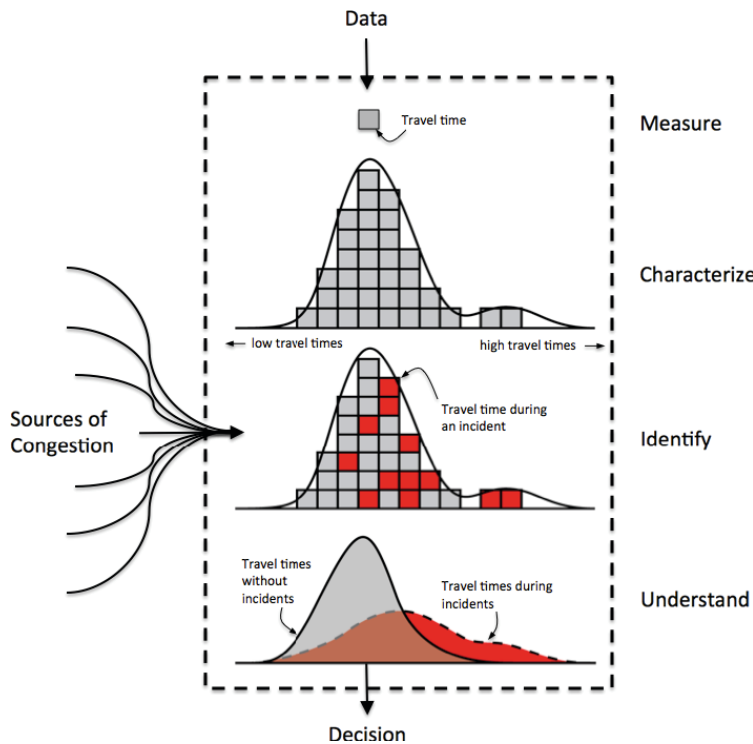 Data
Travel time
Measure
Characterize
low travel times
high travel times
Travel time during
an incident
Sources of
Congestion
Identify
Travel times
without
incidents
Travel times during
incidents
Understand
Decision